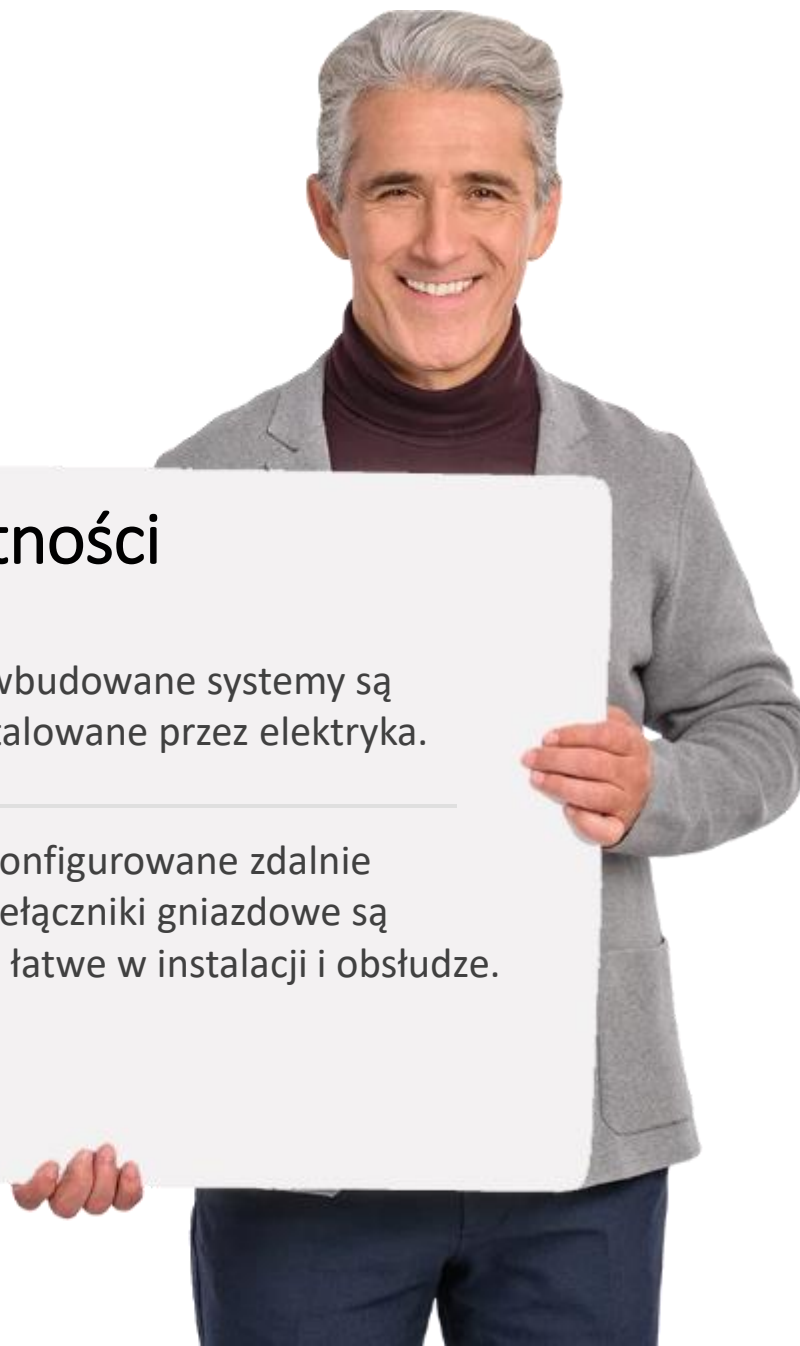 tności
wbudowane systemy są
talowane przez elektryka.
onfigurowane zdalnie
ełączniki gniazdowe są
łatwe w instalacji i obsłudze.